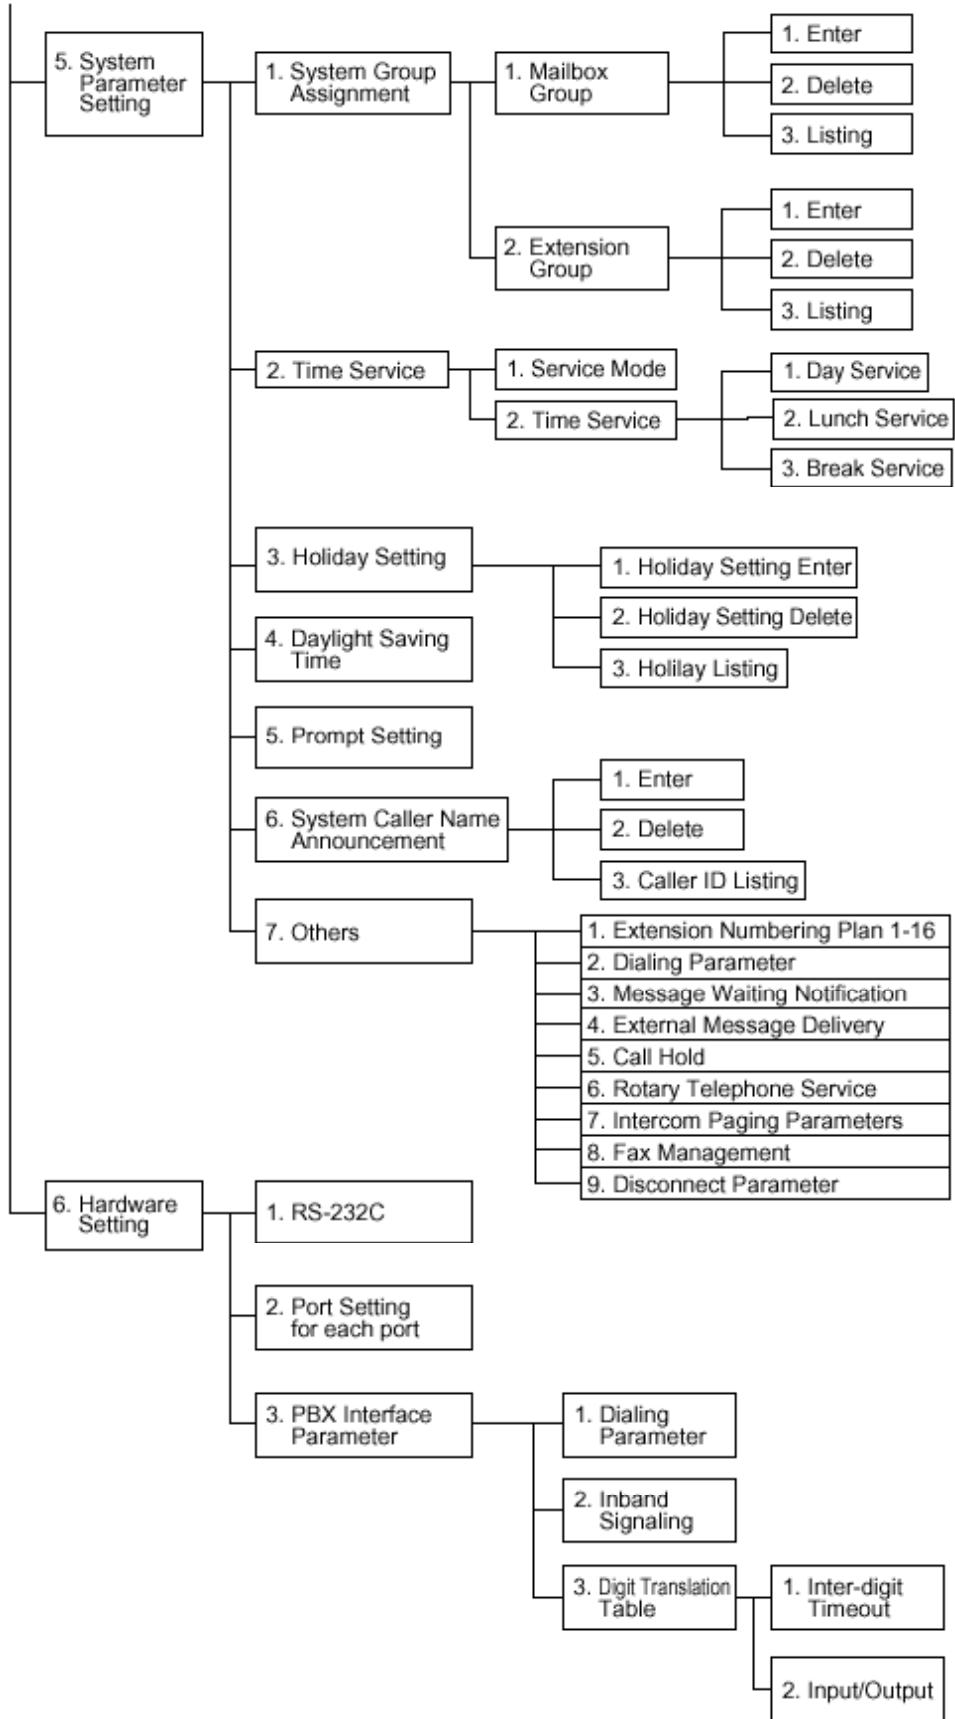 5. System
Parameter
Setting
1. System Group
Assignment
1. Mailbox
Group
1. Enter
2. Delete
3. Listing
2. Extension
Group
1. Enter
2. Delete
3. Listing
2. Time Service
1. Service Mode
2. Time Service
1. Day Service
2. Lunch Service
3. Break Service
3. Holiday Setting
1. Holiday Setting Enter
2. Holiday Setting Delete
3. Holilay Listing
4. Daylight Saving
Time
5. Prompt Setting
6. System Caller Name
Announcement
1. Enter
2. Delete
3. Caller ID Listing
7. Others
1. Extension Numbering Plan 1-16
2. Dialing Parameter
3. Message Waiting Notification
4. External Message Delivery
5. Call Hold
6. Rotary Telephone Service
7. Intercom Paging Parameters
8. Fax Management
9. Disconnect Parameter
6. Hardware
Setting
1. RS-232C
2. Port Setting
for each port
3. PBX Interface
Parameter
1. Dialing
Parameter
2. Inband
Signaling
3. Digit Translation
Table
1. Inter-digit
Timeout
2. Input/Output